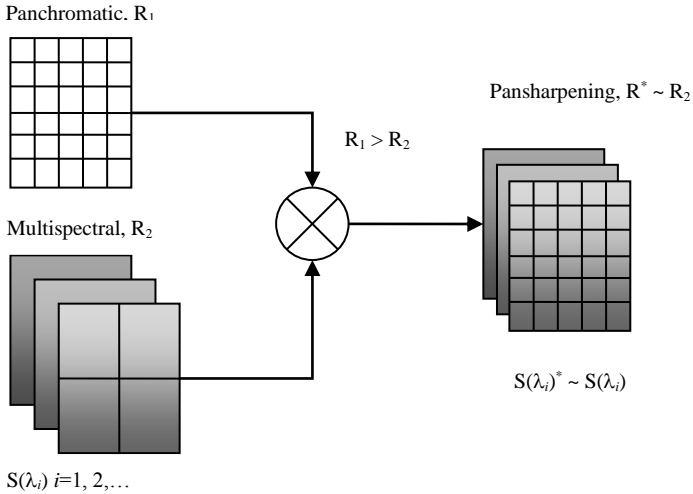 Panchromatic, R₁
Pansharpening, R* ~ R₂
R₁ > R₂
Multispectral, R₂
S(λᵢ)* ~ S(λᵢ)
S(λᵢ) i=1, 2,…